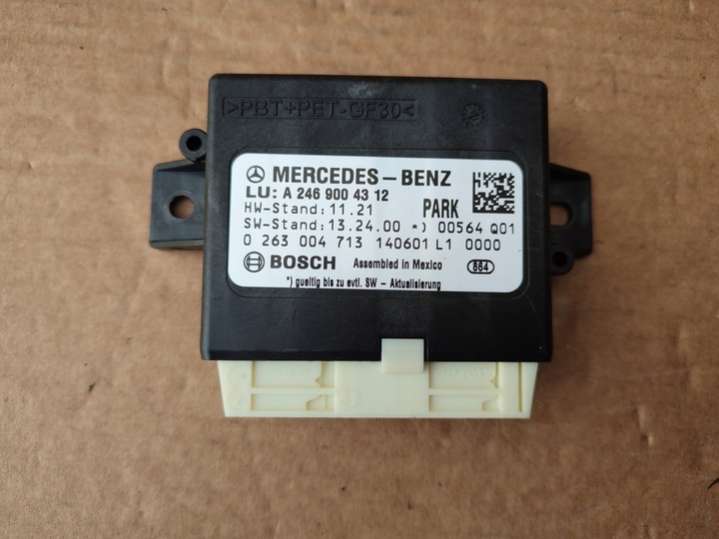 >PBT+PET-GF30<
MERCEDES-BENZ
LU: A 246 900 43 12
HW-Stand: 11.21 PARK
SW-Stand: 13.24.00 *) 00564 Q01
0 263 004 713 140601 L1 0000
BOSCH Assembled in Mexico 664
*) gueltig bis zu evtl. SW - Aktualisierung